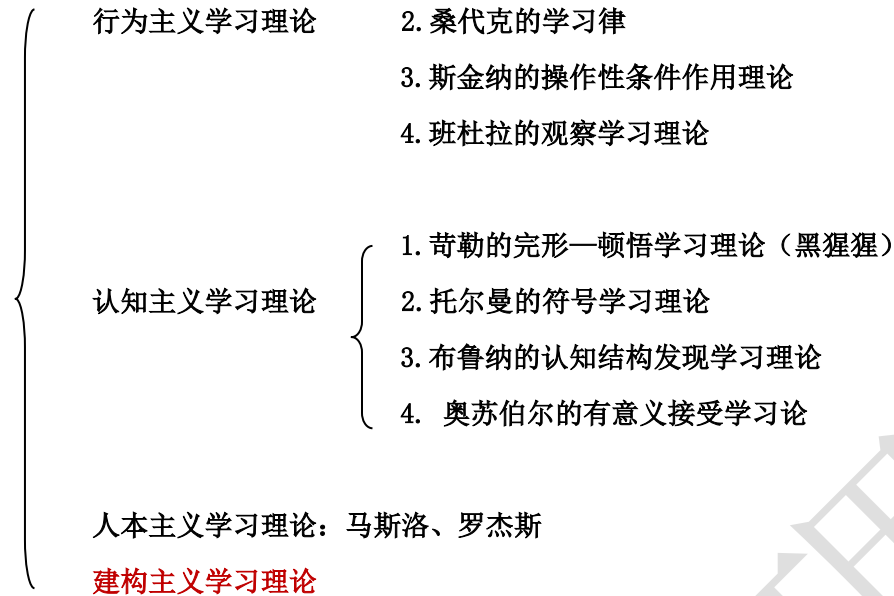 行为主义学习理论 2.桑代克的学习律
3.斯金纳的操作性条件作用理论
4.班杜拉的观察学习理论
1.苛勒的完形—顿悟学习理论（黑猩猩）
认知主义学习理论 2.托尔曼的符号学习理论
3.布鲁纳的认知结构发现学习理论
4. 奥苏伯尔的有意义接受学习论
人本主义学习理论：马斯洛、罗杰斯
建构主义学习理论